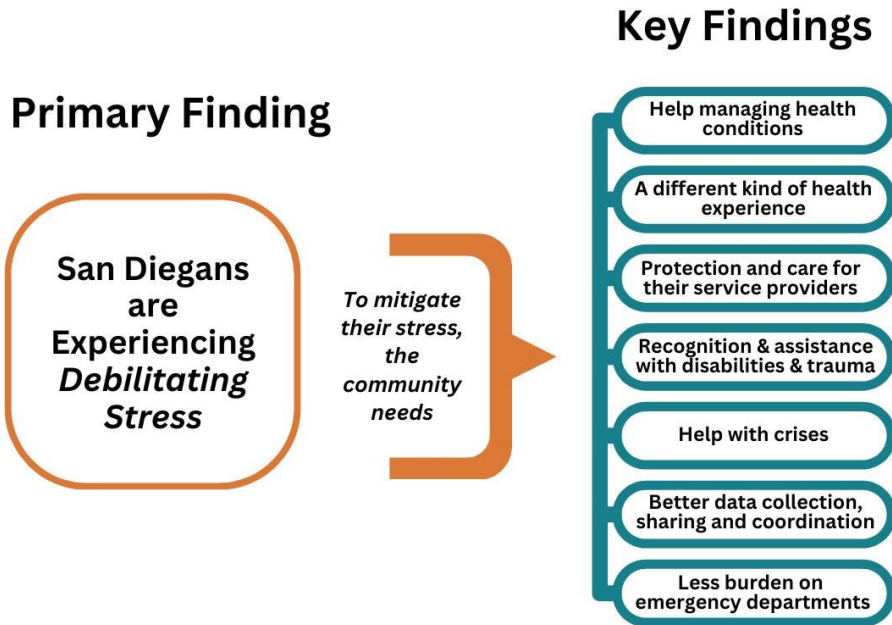 Primary Finding
San Diegans
are
Experiencing
Debilitating
Stress
To mitigate
their stress,
the
community
needs
Key Findings
Help managing health
conditions
A different kind of health
experience
Protection and care for
their service providers
Recognition & assistance
with disabilities & trauma
Help with crises
Better data collection,
sharing and coordination
Less burden on
emergency departments